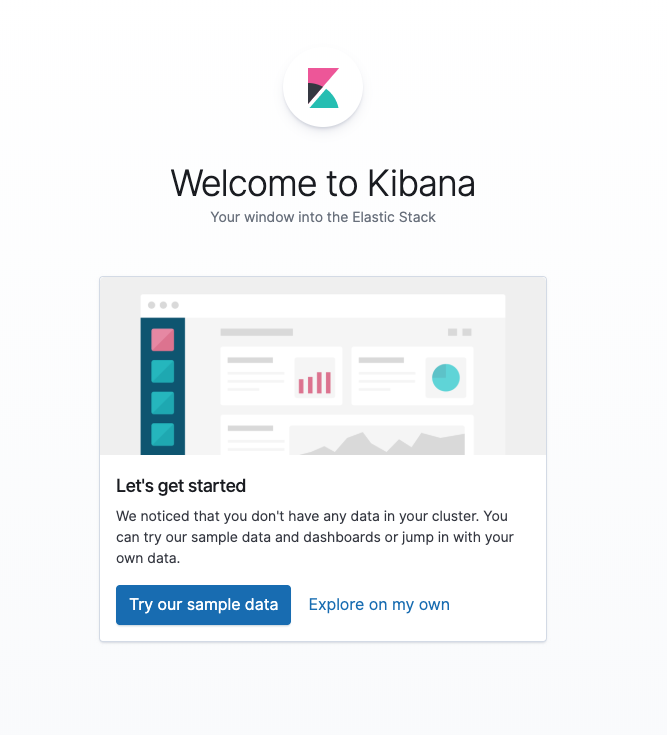 Welcome to Kibana
Your window into the Elastic Stack
Let's get started
We noticed that you don't have any data in your cluster. You
can try our sample data and dashboards or jump in with your
own data.
Try our sample data
Explore on my own